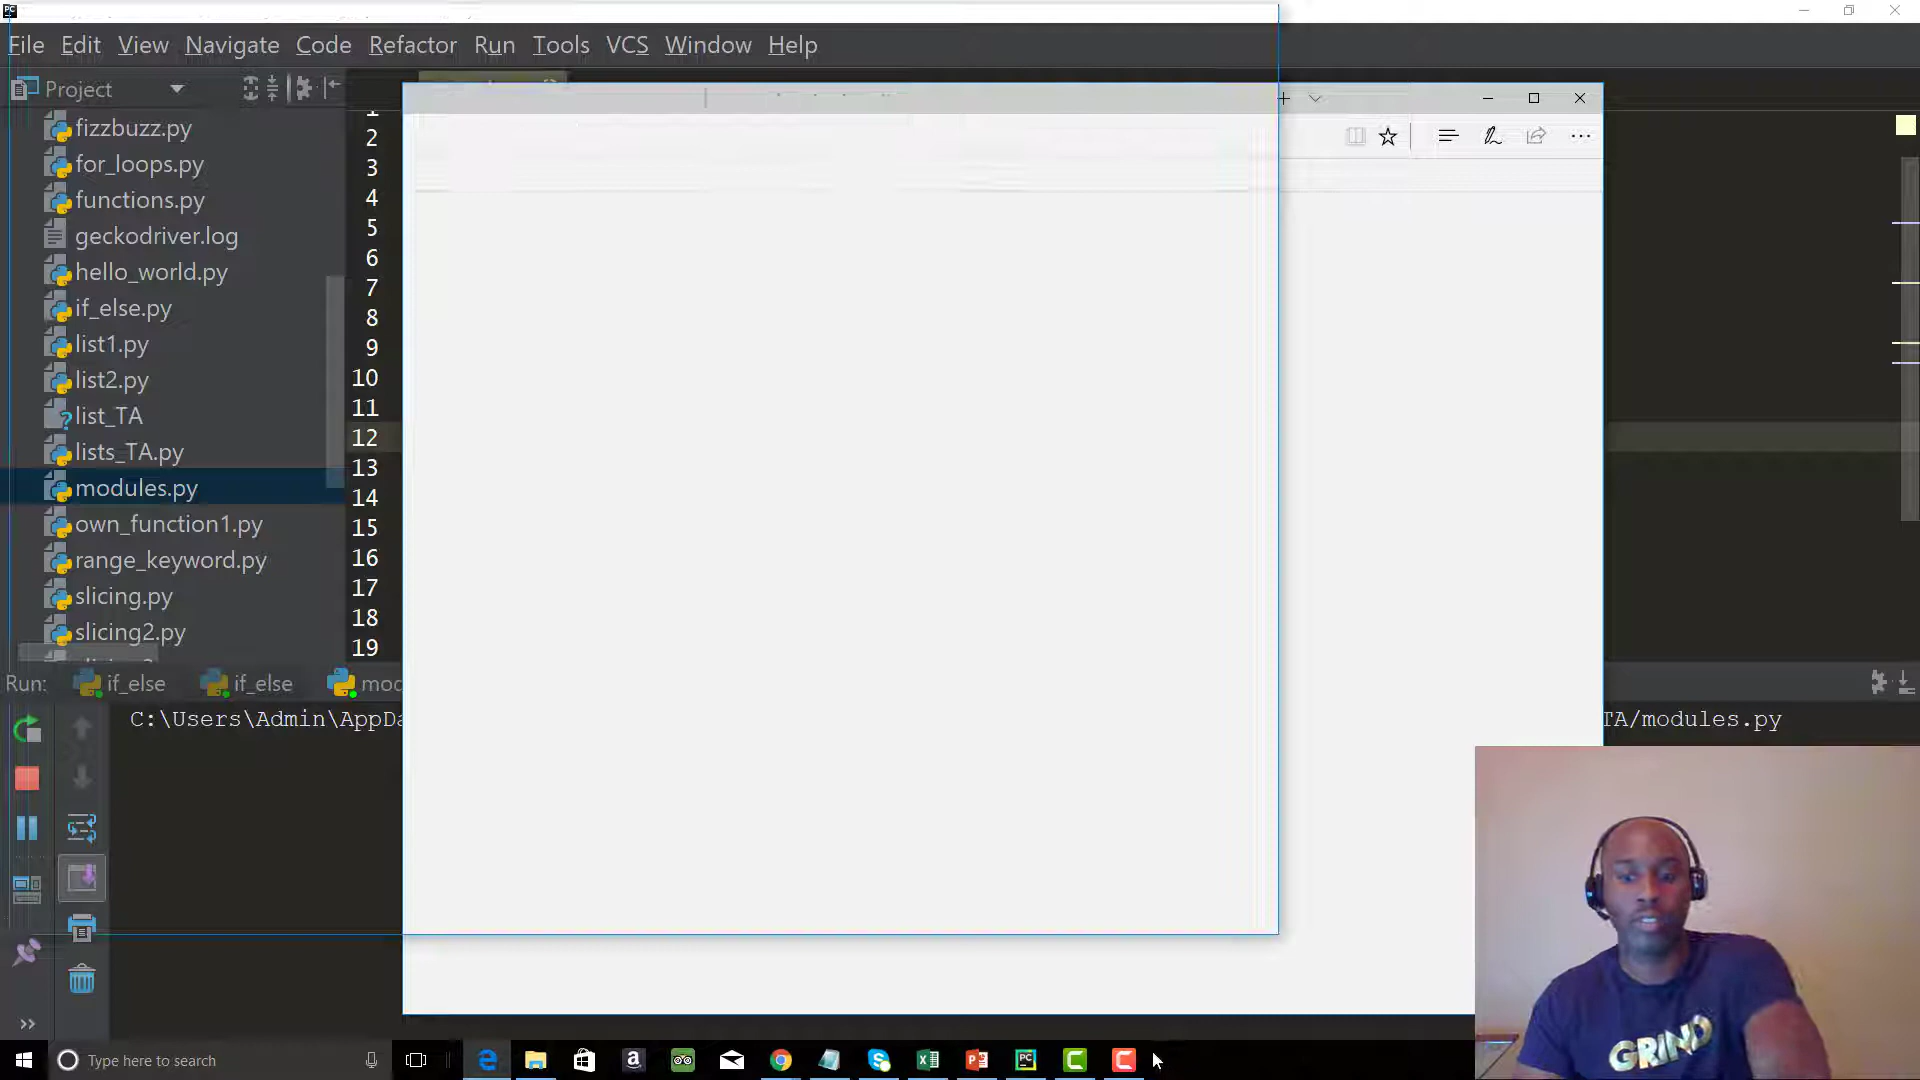 File Edit View Navigate Code Refactor Run Tools VCS Window Help
Project
fizzbuzz.py
for_loops.py
functions.py
geckodriver.log
hello_world.py
if_else.py
list1.py
list2.py
list_TA
lists_TA.py
modules.py
own_function1.py
range_keyword.py
slicing.py
slicing2.py
2
3
4
5
6
7
8
9
10
11
12
13
14
15
16
17
18
19
Run: if_else if_else mod
C:\Users\Admin\AppDa TA/modules.py
GRIND
Type here to search